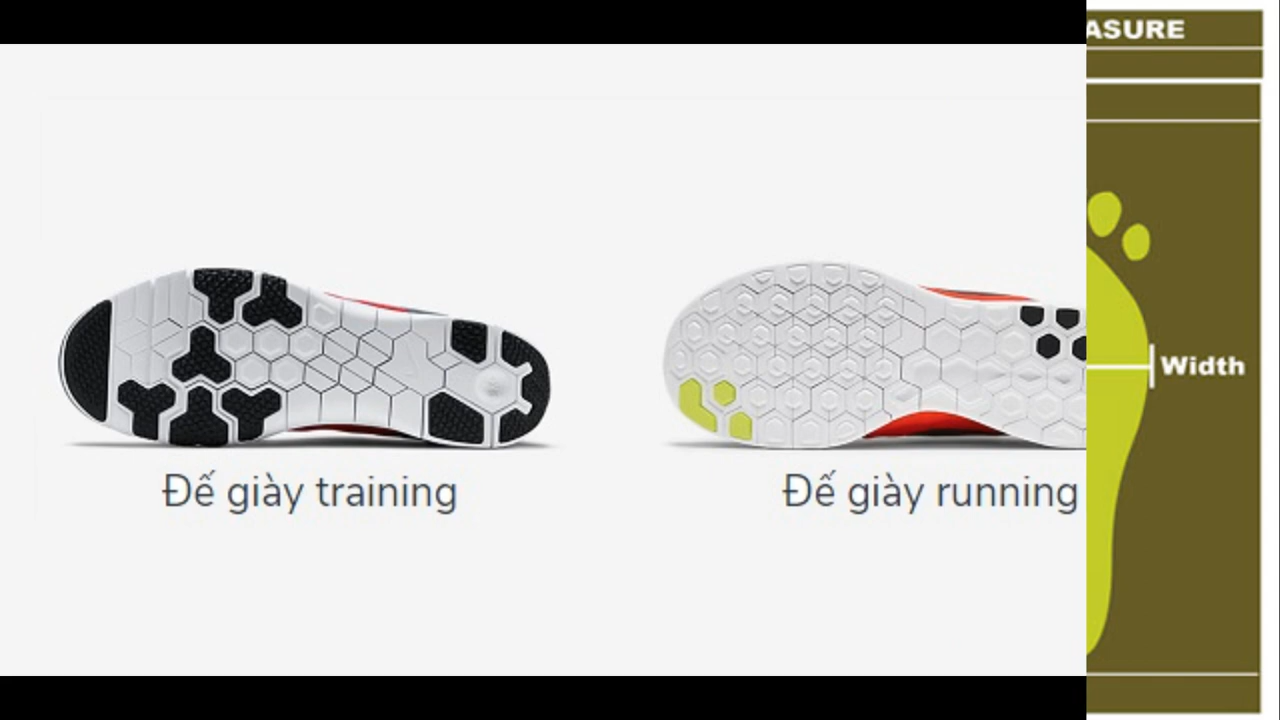 ASURE
Width
Đế giày training
Đế giày running